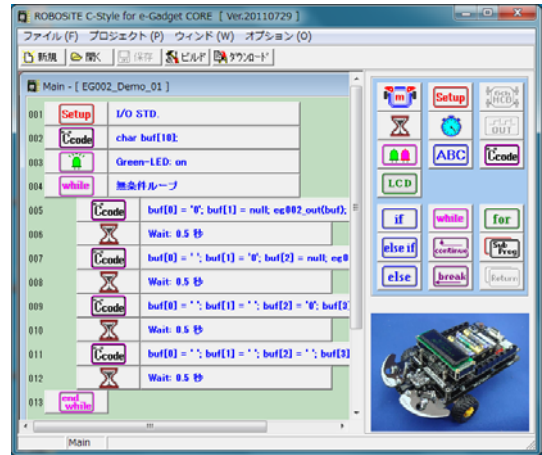 ROBOSiTE C-Style for e-Gadget CORE [ Ver.20110729 ]
ファイル (F) プロジェクト (P) ウィンド (W) オプション (O)
新規 開く 保存 ビルド ダウンロード
Main - [ EG002_Demo_01 ]
001 Setup I/O STD.
002 Ccode char buf[10];
003 Green-LED: on
004 while 無条件ループ
005 Ccode buf[0] = '0'; buf[1] = null; eg002_out(buf);
006 Wait: 0.5 秒
007 Ccode buf[0] = ' '; buf[1] = '0'; buf[2] = null; eg0
008 Wait: 0.5 秒
009 Ccode buf[0] = ' '; buf[1] = ' '; buf[2] = '0'; buf[3]
010 Wait: 0.5 秒
011 Ccode buf[0] = ' '; buf[1] = ' '; buf[2] = ' '; buf[3]
012 Wait: 0.5 秒
013 end while
Main
m Setup
OUT
ABC Ccode
LCD
if while for
else if continue Sub Prog
else break Return